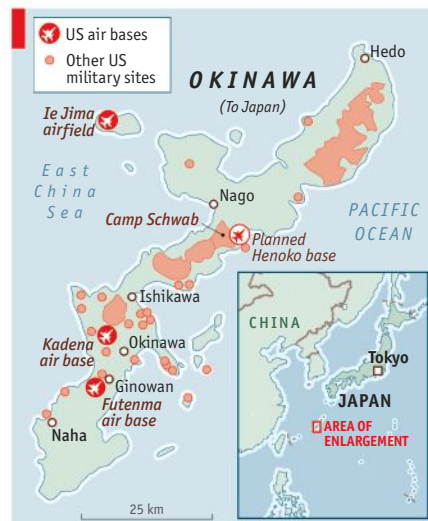 US air bases
Other US
military sites
Hedo
OKINAWA
(To Japan)
Ie Jima
airfield
East
China
Sea
Nago
Camp Schwab
PACIFIC
OCEAN
Planned
Henoko base
Ishikawa
Kadena
air base
Okinawa
Ginowan
Futenma
air base
Naha
25 km
CHINA
Tokyo
JAPAN
AREA OF
ENLARGEMENT